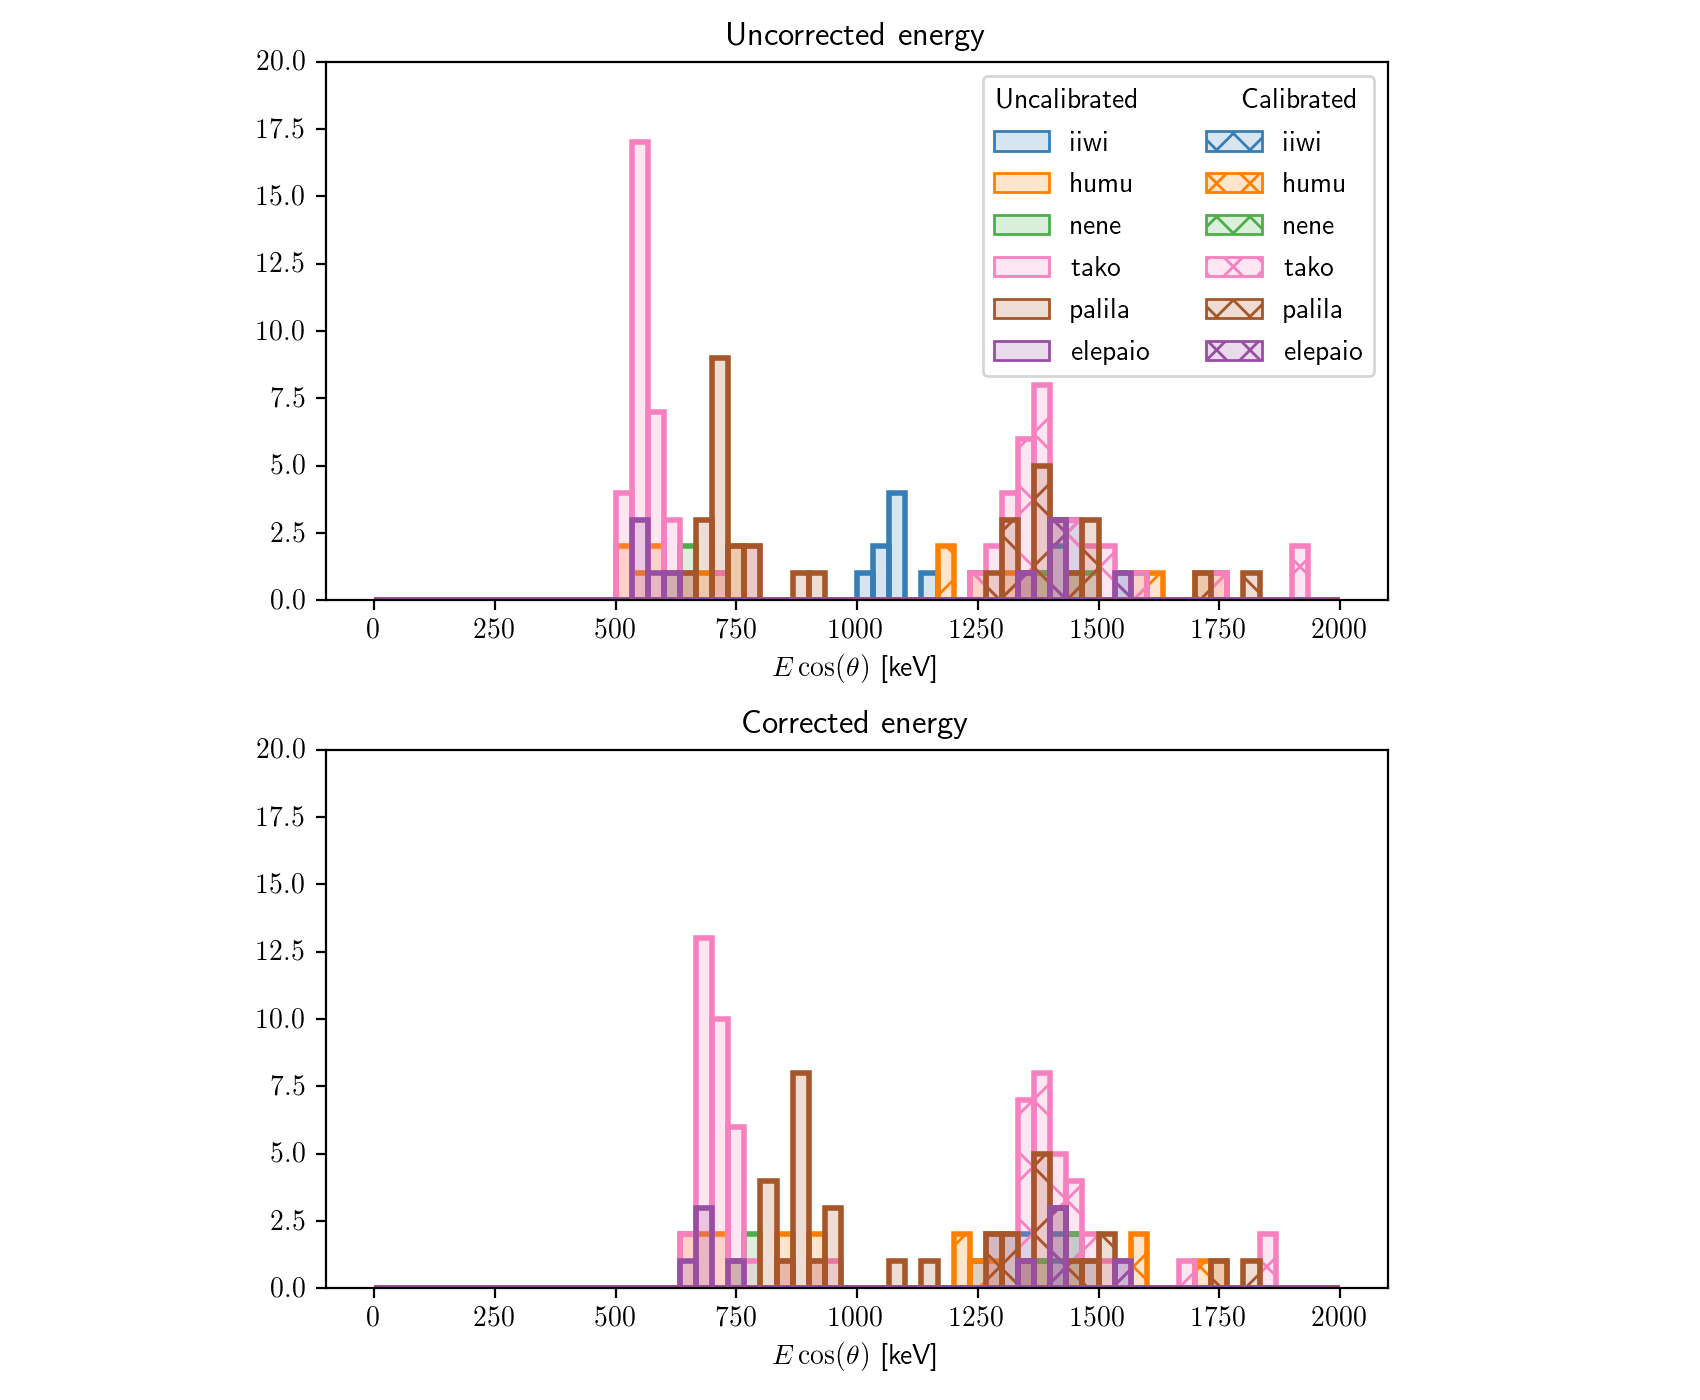 Uncorrected energy
20.0
17.5
15.0
12.5
10.0
7.5
5.0
2.5
0.0
Uncalibrated Calibrated
iiwi iiwi
humu humu
nene nene
tako tako
palila palila
elepaio elepaio
0 250 500 750 1000 1250 1500 1750 2000
E cos(θ) [keV]
Corrected energy
20.0
17.5
15.0
12.5
10.0
7.5
5.0
2.5
0.0
0 250 500 750 1000 1250 1500 1750 2000
E cos(θ) [keV]